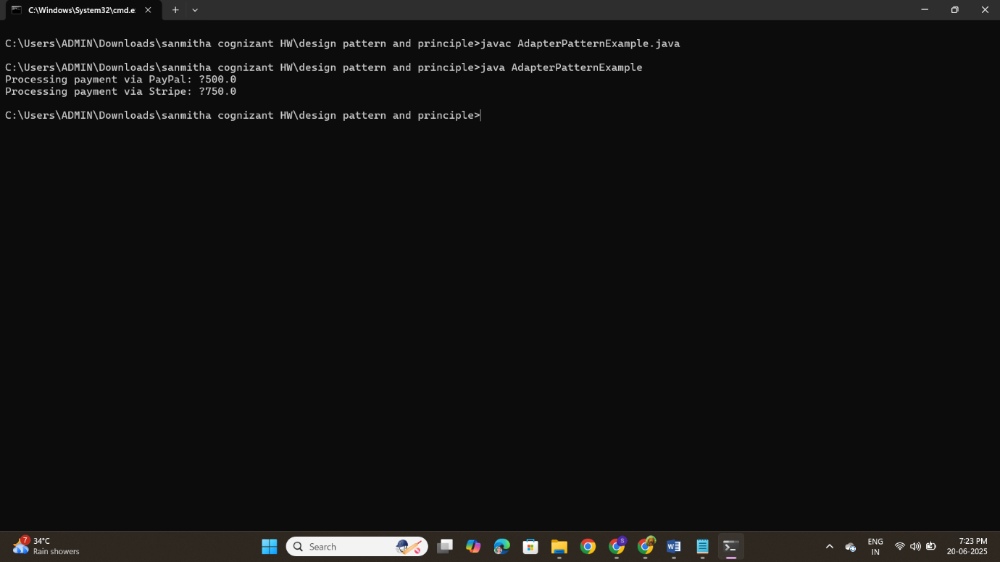 C:\Windows\System32\cmd.e
C:\Users\ADMIN\Downloads\sanmitha cognizant HW\design pattern and principle>javac AdapterPatternExample.java
C:\Users\ADMIN\Downloads\sanmitha cognizant HW\design pattern and principle>java AdapterPatternExample
Processing payment via PayPal: ?500.0
Processing payment via Stripe: ?750.0
C:\Users\ADMIN\Downloads\sanmitha cognizant HW\design pattern and principle>
7
34°C
Rain showers
Search
S
W
ENG
IN
7:23 PM
20-06-2025